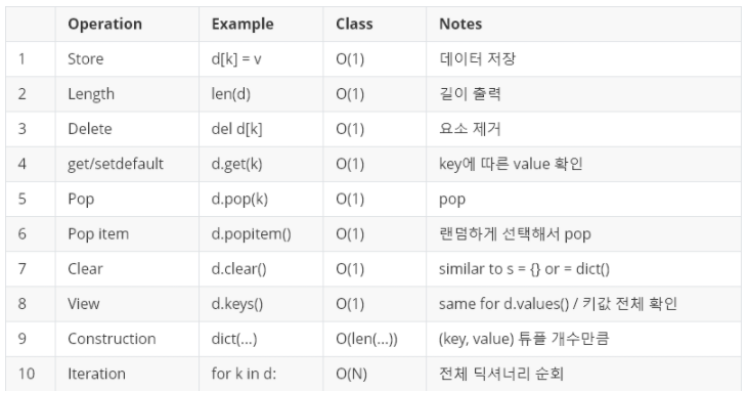 Operation Example Class Notes
1 Store d[k] = v O(1) 데이터 저장
2 Length len(d) O(1) 길이 출력
3 Delete del d[k] O(1) 요소 제거
4 get/setdefault d.get(k) O(1) key에 따른 value 확인
5 Pop d.pop(k) O(1) pop
6 Pop item d.popitem() O(1) 랜덤하게 선택해서 pop
7 Clear d.clear() O(1) similar to s = {} or = dict()
8 View d.keys() O(1) same for d.values() / 키값 전체 확인
9 Construction dict(...) O(len(...)) (key, value) 튜플 개수만큼
10 Iteration for k in d: O(N) 전체 딕셔너리 순회